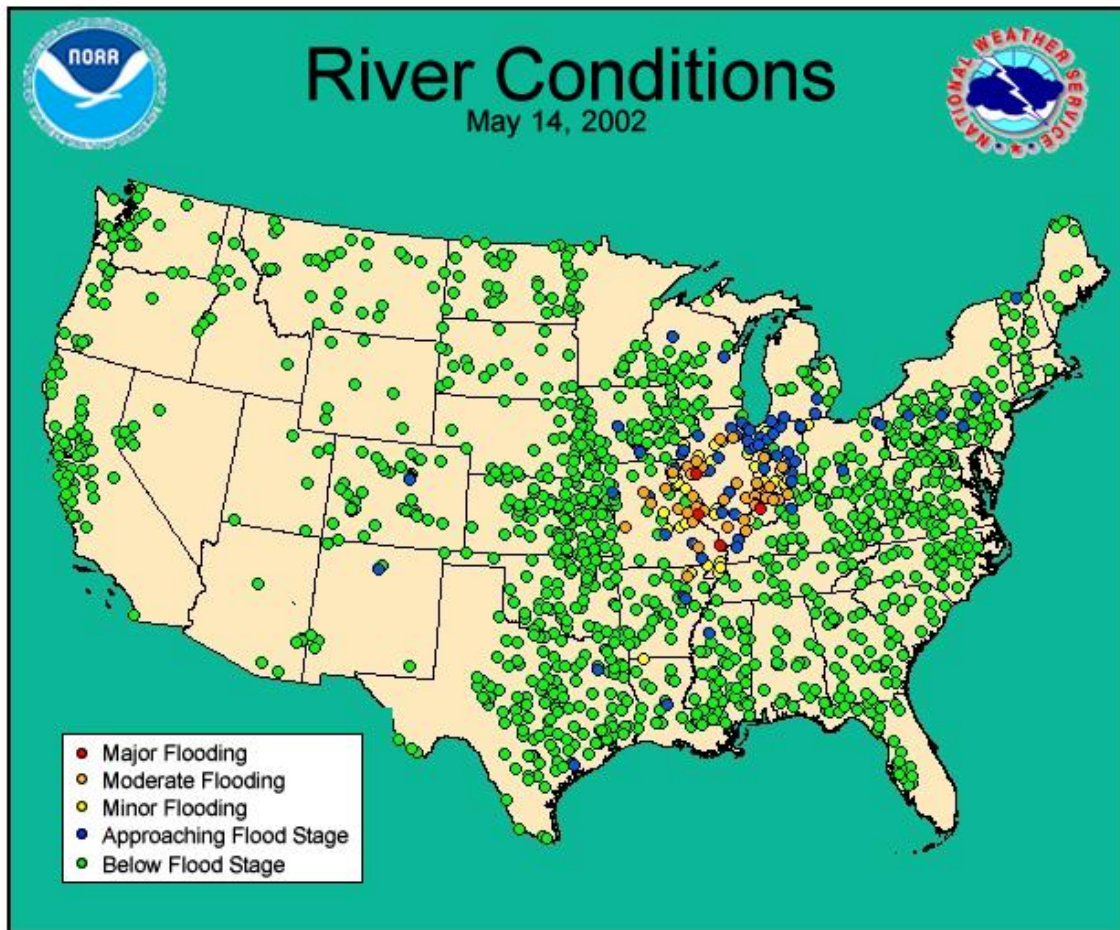 NOAA
River Conditions
May 14, 2002
NATIONAL WEATHER SERVICE
Major Flooding
Moderate Flooding
Minor Flooding
Approaching Flood Stage
Below Flood Stage